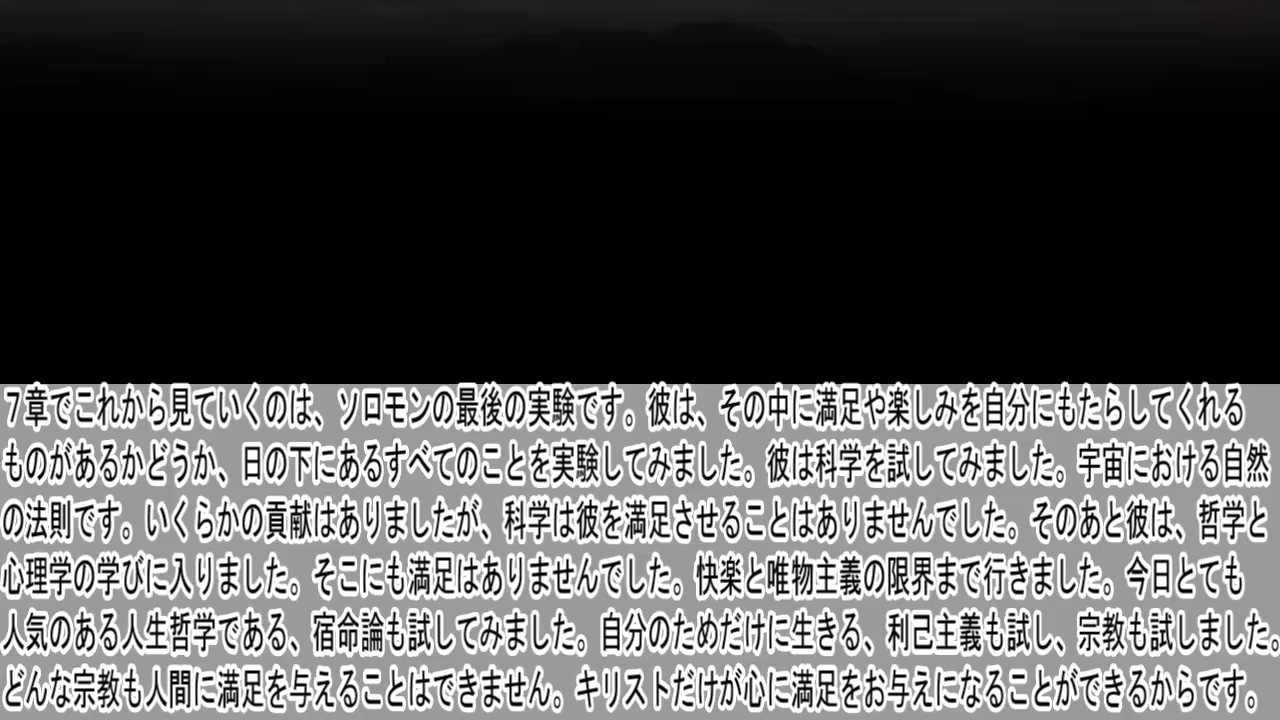 ７章でこれから見ていくのは、ソロモンの最後の実験です。彼は、その中に満足や楽しみを自分にもたらしてくれる
ものがあるかどうか、日の下にあるすべてのことを実験してみました。彼は科学を試してみました。宇宙における自然
の法則です。いくらかの貢献はありましたが、科学は彼を満足させることはありませんでした。そのあと彼は、哲学と
心理学の学びに入りました。そこにも満足はありませんでした。快楽と唯物主義の限界まで行きました。今日とても
人気のある人生哲学である、宿命論も試してみました。自分のためだけに生きる、利己主義も試し、宗教も試しました。
どんな宗教も人間に満足を与えることはできません。キリストだけが心に満足をお与えになることができるからです。